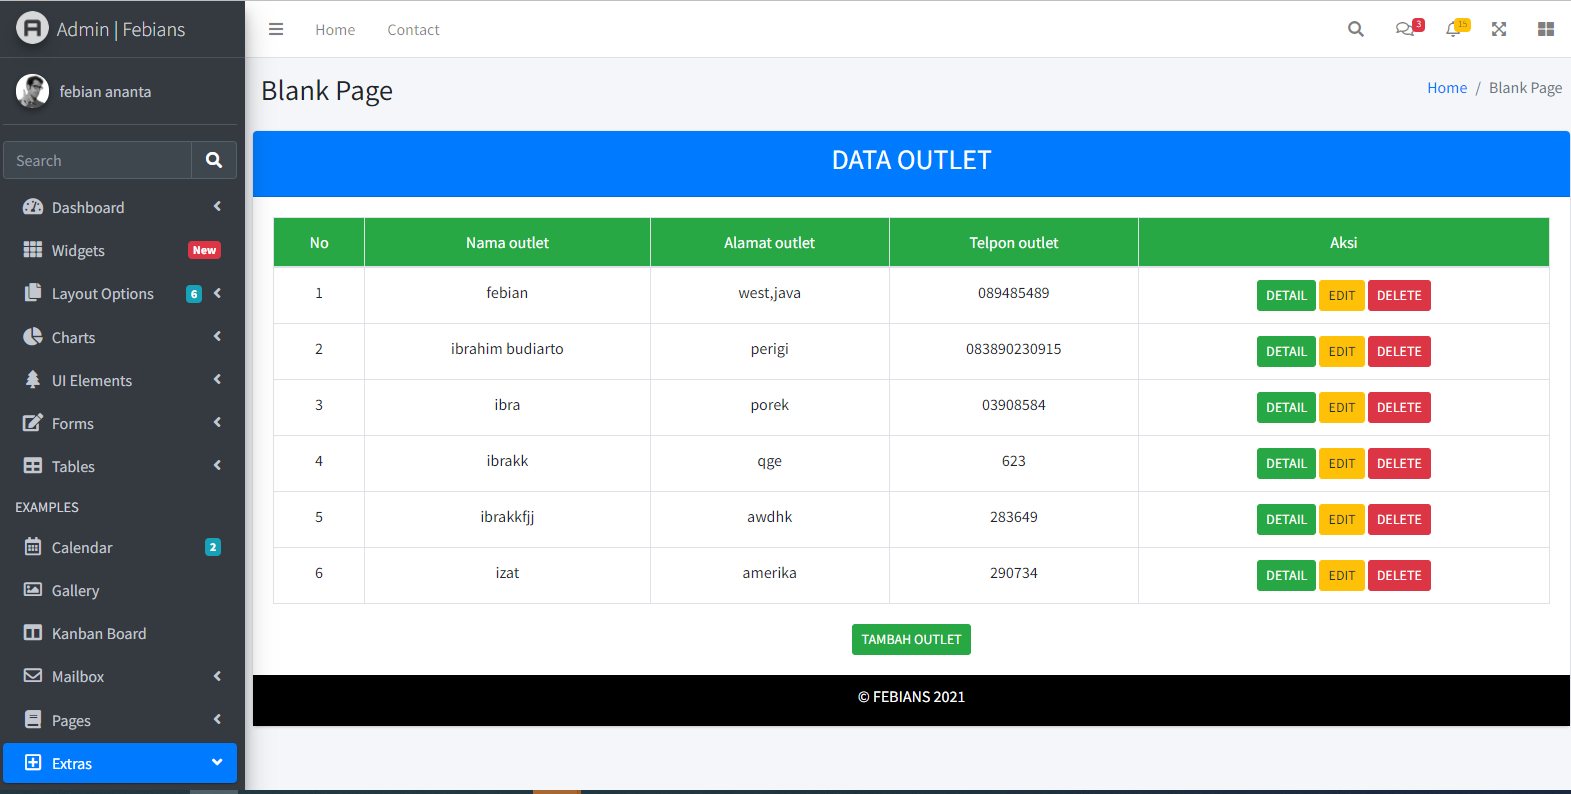 Admin | Febians
Home
Contact
3
15
febian ananta
Blank Page
Home / Blank Page
Search
Dashboard
Widgets New
Layout Options 6
Charts
UI Elements
Forms
Tables
EXAMPLES
Calendar 2
Gallery
Kanban Board
Mailbox
Pages
Extras
DATA OUTLET
No Nama outlet Alamat outlet Telpon outlet Aksi
1 febian west,java 089485489 DETAIL EDIT DELETE
2 ibrahim budiarto perigi 083890230915 DETAIL EDIT DELETE
3 ibra porek 03908584 DETAIL EDIT DELETE
4 ibrakk qge 623 DETAIL EDIT DELETE
5 ibrakkfjj awdhk 283649 DETAIL EDIT DELETE
6 izat amerika 290734 DETAIL EDIT DELETE
TAMBAH OUTLET
© FEBIANS 2021